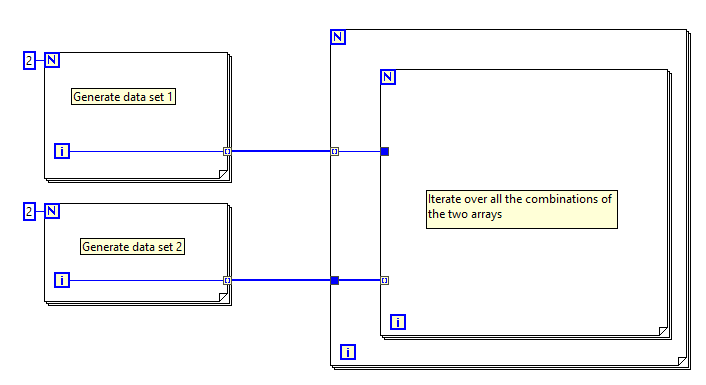 2 N
Generate data set 1
i
2 N
Generate data set 2
i
N
N
Iterate over all the combinations of
the two arrays
i
i